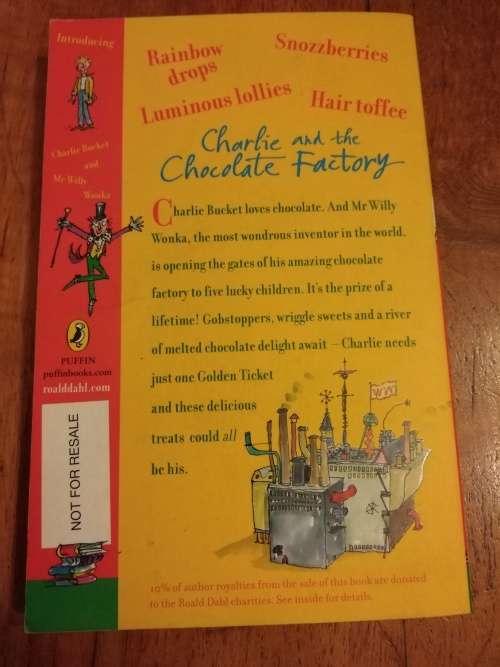 Introducing
Charlie Bucket
and
Mr Willy
Wonka
PUFFIN
puffinbooks.com
roalddahl.com
NOT FOR RESALE
Rainbow
drops
Snozzberries
Luminous lollies
Hair toffee
Charlie and the
Chocolate Factory
Charlie Bucket loves chocolate. And Mr Willy
Wonka, the most wondrous inventor in the world,
is opening the gates of his amazing chocolate
factory to five lucky children. It's the prize of a
lifetime! Gobstoppers, wriggle sweets and a river
of melted chocolate delight await – Charlie needs
just one Golden Ticket
and these delicious
treats could all
be his.
WW
10% of author royalties from the sale of this book are donated
to the Roald Dahl charities. See inside for details.